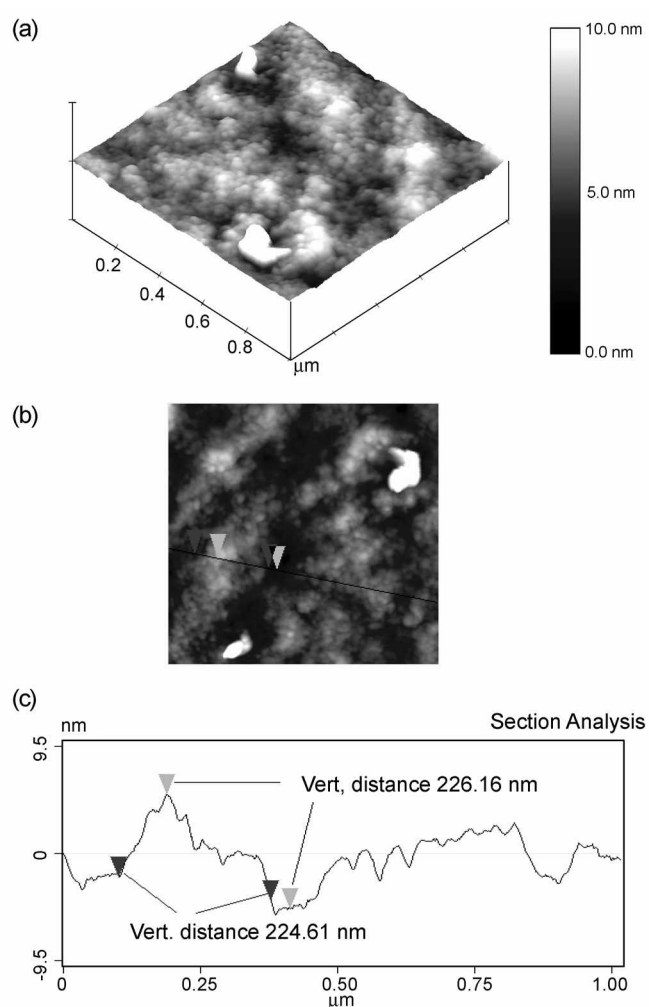 (a)
10.0 nm
5.0 nm
0.0 nm
0.2
0.4
0.6
0.8
μm
(b)
(c)
nm
Section Analysis
9.5
0
-9.5
Vert, distance 226.16 nm
Vert. distance 224.61 nm
0
0.25
0.50
0.75
1.00
μm